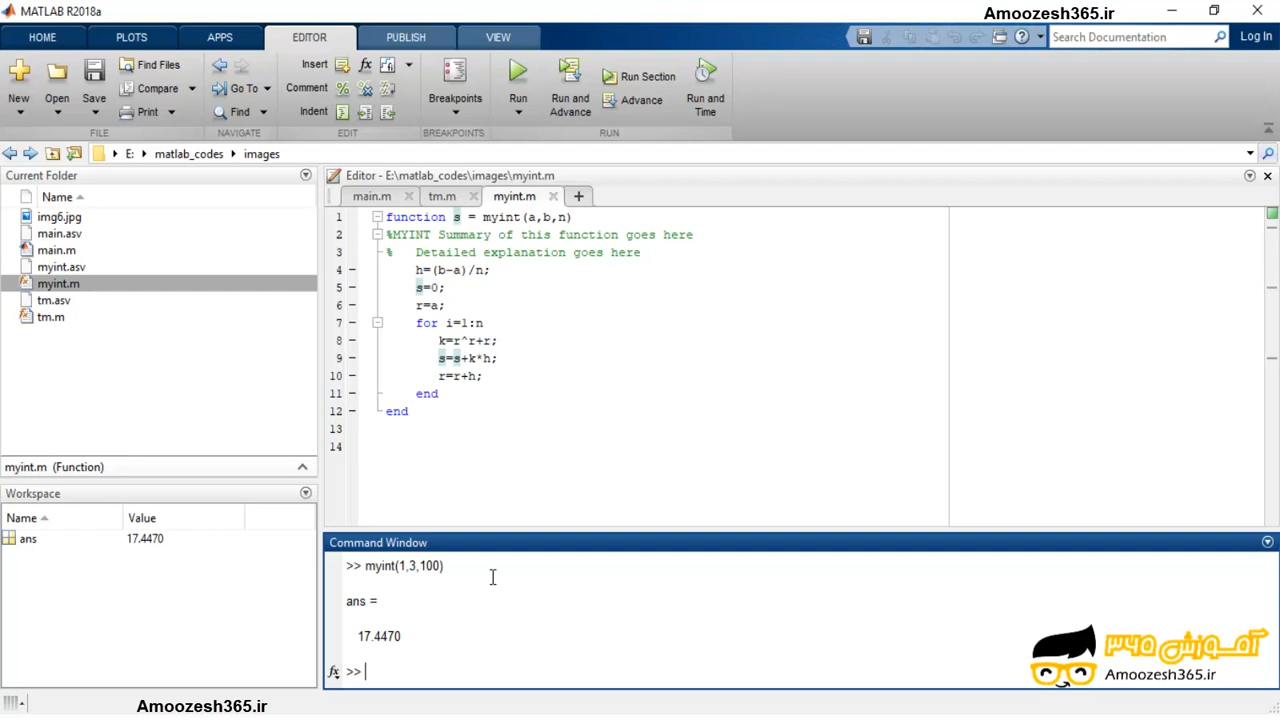 MATLAB R2018a
Amoozesh365.ir
HOME
PLOTS
APPS
EDITOR
PUBLISH
VIEW
Search Documentation
Log In
New
Open
Save
Find Files
Compare
Print
Go To
Find
Insert
Comment
Indent
Breakpoints
Run
Run and
Advance
Run Section
Advance
Run and
Time
FILE
NAVIGATE
EDIT
BREAKPOINTS
RUN
E:
matlab_codes
images
Current Folder
Name
img6.jpg
main.asv
main.m
myint.asv
myint.m
tm.asv
tm.m
myint.m (Function)
Workspace
Name
Value
ans
17.4470
Editor - E:\matlab_codes\images\myint.m
main.m
tm.m
myint.m
1 function s = myint(a,b,n)
2 %MYINT Summary of this function goes here
3 % Detailed explanation goes here
4 h=(b-a)/n;
5 s=0;
6 r=a;
7 for i=1:n
8 k=r^r+r;
9 s=s+k*h;
10 r=r+h;
11 end
12 end
13
14
Command Window
>> myint(1,3,100)
ans =
17.4470
fx >>
آموزش ۳۶۵
Amoozesh365.ir
Amoozesh365.ir